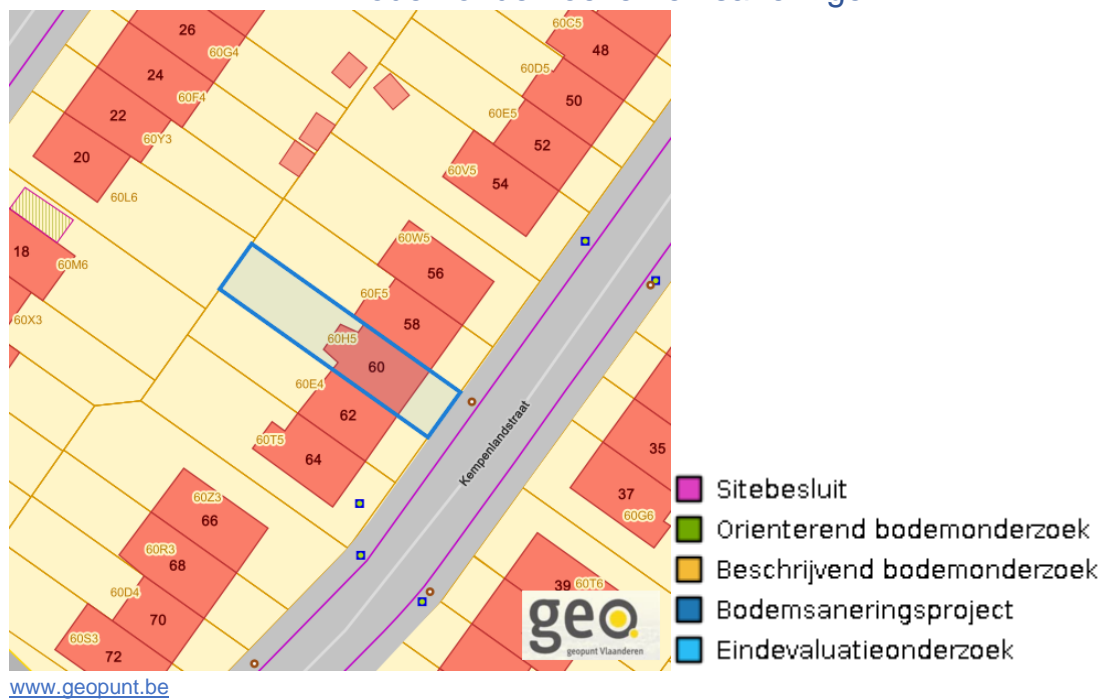 26
60C5
48
60G4
24
60D5
50
60F4
22
60E5
60Y3
52
20
60V5
54
60L6
60W5
18
60M6
56
60F5
60X3
58
60H5
60
60E4
62
Kempenlandstraat
60T5
64
35
37
60G6
60Z3
66
60R3
68
39
60T6
60D4
70
60S3
72
geo.
geopunt Vlaanderen
Sitebesluit
Orienterend bodemonderzoek
Beschrijvend bodemonderzoek
Bodemsaneringsproject
Eindevaluatieonderzoek
www.geopunt.be